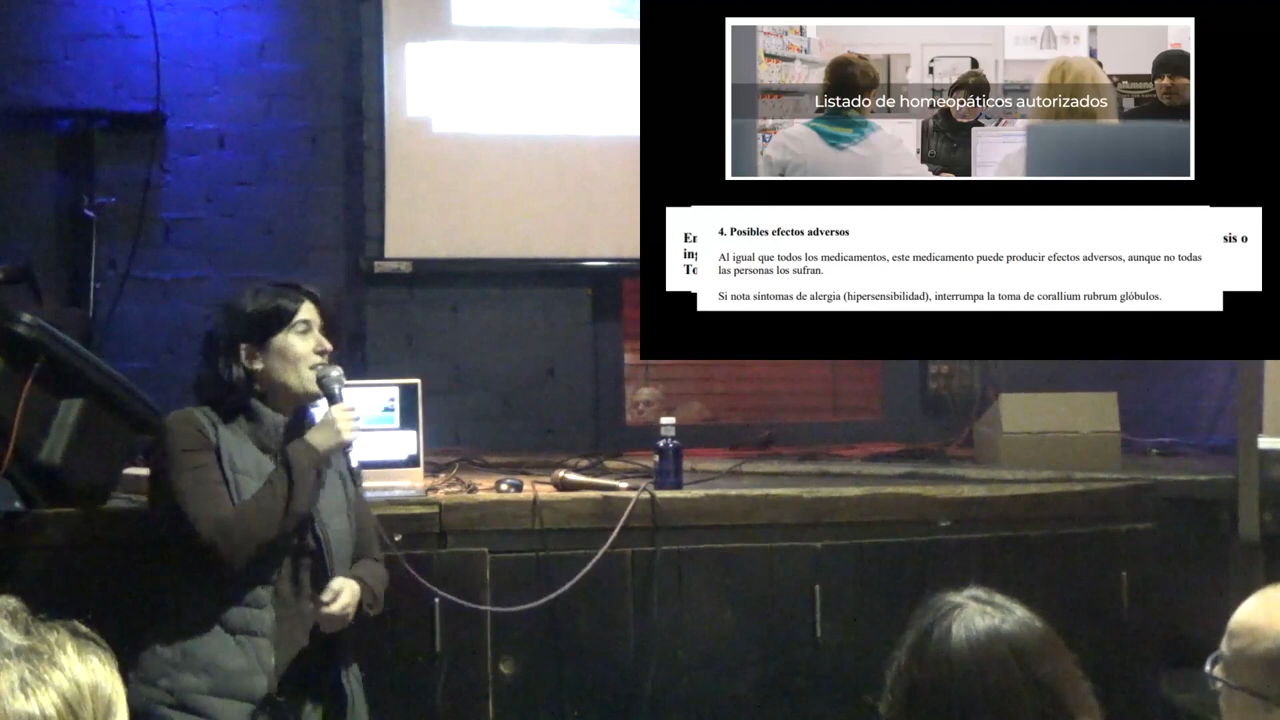 Listado de homeopáticos autorizados
4. Posibles efectos adversos
Al igual que todos los medicamentos, este medicamento puede producir efectos adversos, aunque no todas
las personas los sufran.
Si nota síntomas de alergia (hipersensibilidad), interrumpa la toma de corallium rubrum glóbulos.
sis o